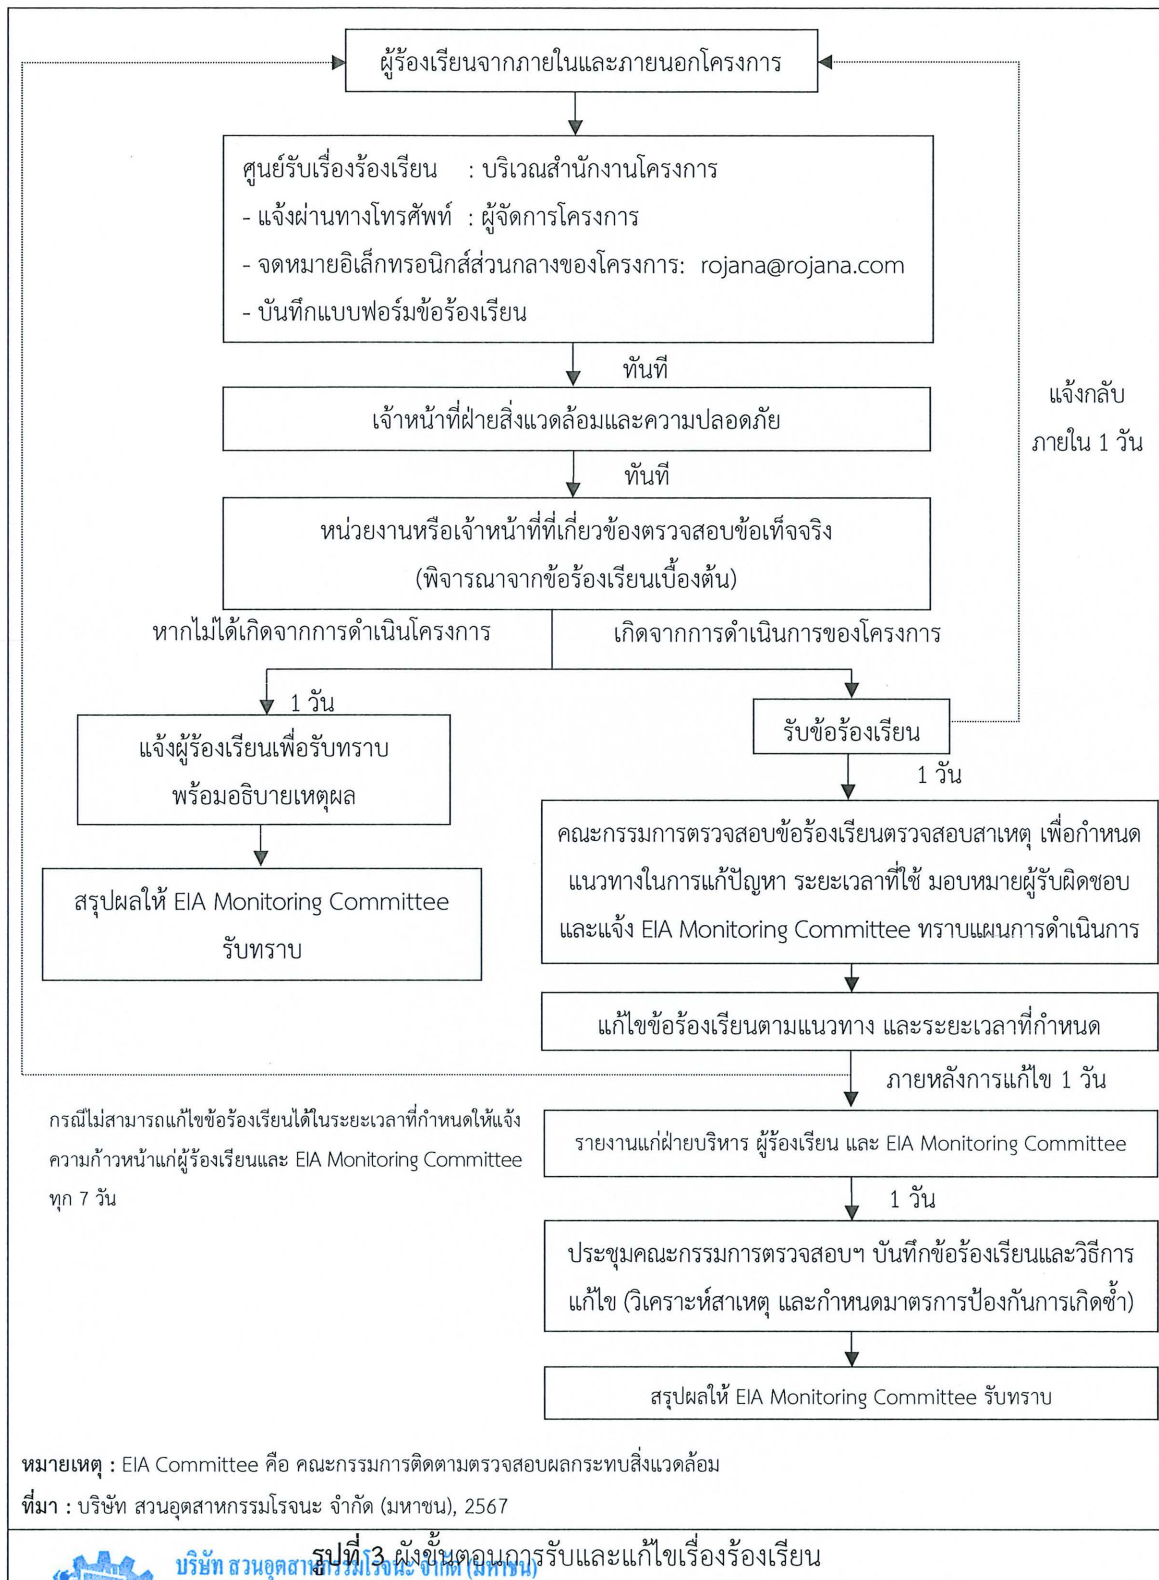 ผู้ร้องเรียนจากภายในและภายนอกโครงการ
ศูนย์รับเรื่องร้องเรียน : บริเวณสำนักงานโครงการ
- แจ้งผ่านทางโทรศัพท์ : ผู้จัดการโครงการ
- จดหมายอิเล็กทรอนิกส์ส่วนกลางของโครงการ: rojana@rojana.com
- บันทึกแบบฟอร์มข้อร้องเรียน
ทันที
แจ้งกลับ
ภายใน 1 วัน
เจ้าหน้าที่ฝ่ายสิ่งแวดล้อมและความปลอดภัย
ทันที
หน่วยงานหรือเจ้าหน้าที่ที่เกี่ยวข้องตรวจสอบข้อเท็จจริง
(พิจารณาจากข้อร้องเรียนเบื้องต้น)
หากไม่ได้เกิดจากการดำเนินโครงการ
เกิดจากการดำเนินการของโครงการ
1 วัน
แจ้งผู้ร้องเรียนเพื่อรับทราบ
พร้อมอธิบายเหตุผล
สรุปผลให้ EIA Monitoring Committee
รับทราบ
รับข้อร้องเรียน
1 วัน
คณะกรรมการตรวจสอบข้อร้องเรียนตรวจสอบสาเหตุ เพื่อกำหนด
แนวทางในการแก้ปัญหา ระยะเวลาที่ใช้ มอบหมายผู้รับผิดชอบ
และแจ้ง EIA Monitoring Committee ทราบแผนการดำเนินการ
แก้ไขข้อร้องเรียนตามแนวทาง และระยะเวลาที่กำหนด
ภายหลังการแก้ไข 1 วัน
กรณีไม่สามารถแก้ไขข้อร้องเรียนได้ในระยะเวลาที่กำหนดให้แจ้ง
ความก้าวหน้าแก่ผู้ร้องเรียนและ EIA Monitoring Committee
ทุก 7 วัน
รายงานแก่ฝ่ายบริหาร ผู้ร้องเรียน และ EIA Monitoring Committee
1 วัน
ประชุมคณะกรรมการตรวจสอบฯ บันทึกข้อร้องเรียนและวิธีการ
แก้ไข (วิเคราะห์สาเหตุ และกำหนดมาตรการป้องกันการเกิดซ้ำ)
สรุปผลให้ EIA Monitoring Committee รับทราบ
หมายเหตุ : EIA Committee คือ คณะกรรมการติดตามตรวจสอบผลกระทบสิ่งแวดล้อม
ที่มา : บริษัท สวนอุตสาหกรรมโรจนะ จำกัด (มหาชน), 2567
รูปที่ 3 ผังขั้นตอนการรับและแก้ไขเรื่องร้องเรียน
บริษัท สวนอุตสาหกรรมโรจนะ จำกัด (มหาชน)